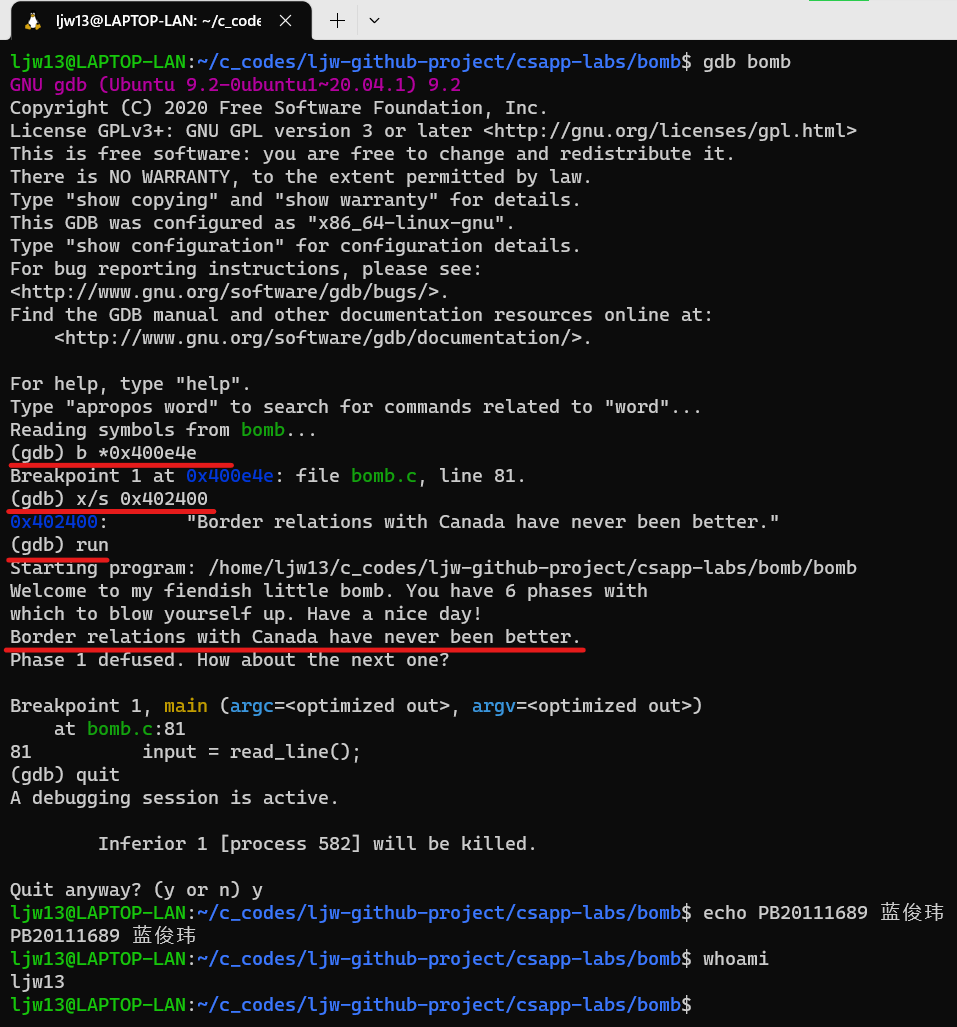 ljw13@LAPTOP-LAN: ~/c_code
ljw13@LAPTOP-LAN:~/c_codes/ljw-github-project/csapp-labs/bomb$ gdb bomb
GNU gdb (Ubuntu 9.2-0ubuntu1~20.04.1) 9.2
Copyright (C) 2020 Free Software Foundation, Inc.
License GPLv3+: GNU GPL version 3 or later <http://gnu.org/licenses/gpl.html>
This is free software: you are free to change and redistribute it.
There is NO WARRANTY, to the extent permitted by law.
Type "show copying" and "show warranty" for details.
This GDB was configured as "x86_64-linux-gnu".
Type "show configuration" for configuration details.
For bug reporting instructions, please see:
<http://www.gnu.org/software/gdb/bugs/>.
Find the GDB manual and other documentation resources online at:
    <http://www.gnu.org/software/gdb/documentation/>.
For help, type "help".
Type "apropos word" to search for commands related to "word"...
Reading symbols from bomb...
(gdb) b *0x400e4e
Breakpoint 1 at 0x400e4e: file bomb.c, line 81.
(gdb) x/s 0x402400
0x402400:       "Border relations with Canada have never been better."
(gdb) run
Starting program: /home/ljw13/c_codes/ljw-github-project/csapp-labs/bomb/bomb
Welcome to my fiendish little bomb. You have 6 phases with
which to blow yourself up. Have a nice day!
Border relations with Canada have never been better.
Phase 1 defused. How about the next one?
Breakpoint 1, main (argc=<optimized out>, argv=<optimized out>)
    at bomb.c:81
81          input = read_line();
(gdb) quit
A debugging session is active.
        Inferior 1 [process 582] will be killed.
Quit anyway? (y or n) y
ljw13@LAPTOP-LAN:~/c_codes/ljw-github-project/csapp-labs/bomb$ echo PB20111689 蓝俊玮
PB20111689 蓝俊玮
ljw13@LAPTOP-LAN:~/c_codes/ljw-github-project/csapp-labs/bomb$ whoami
ljw13
ljw13@LAPTOP-LAN:~/c_codes/ljw-github-project/csapp-labs/bomb$